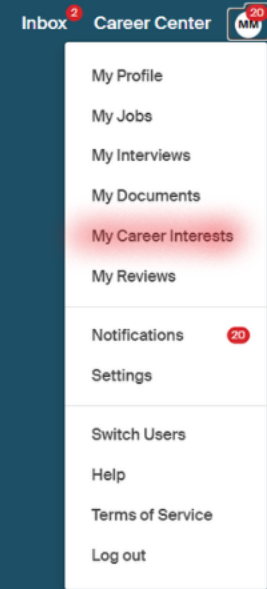 Inbox 2 Career Center MM 20
My Profile
My Jobs
My Interviews
My Documents
My Career Interests
My Reviews
Notifications 20
Settings
Switch Users
Help
Terms of Service
Log out